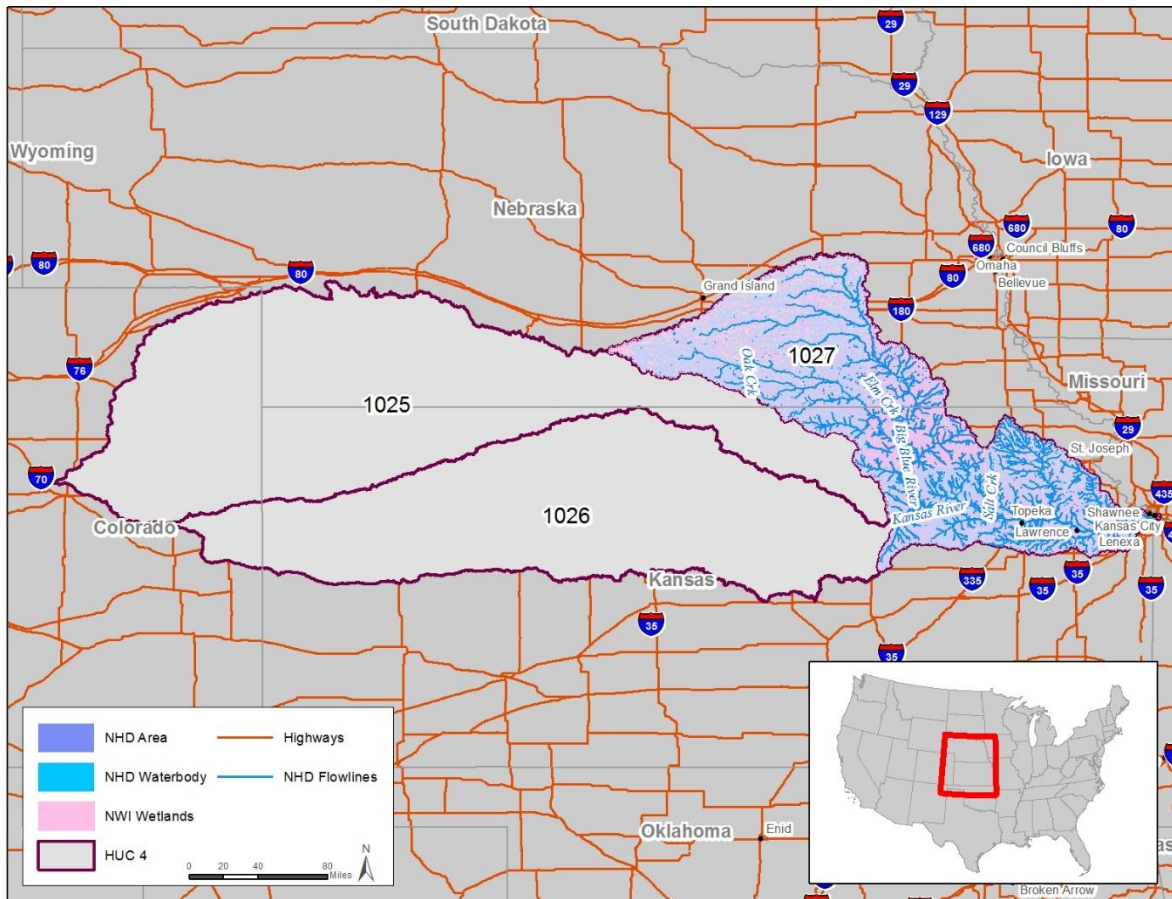 South Dakota
29
29
129
Wyoming
Iowa
Nebraska
680
80
680
Council Bluffs
80
80
Omaha
80
Bellevue
Grand Island
180
76
1027
Oak Crk
Elm Crk
Missouri
1025
Big Blue River
29
St. Joseph
70
435
1026
Salt Crk
Kansas River
Topeka
Shawnee
Colorado
Lawrence
Kansas City
Lenexa
Kansas
335
35
35
35
35
35
NHD Area
Highways
NHD Waterbody
NHD Flowlines
NWI Wetlands
HUC 4
0 20 40 80
Miles
N
Oklahoma
Enid
Broken Arrow